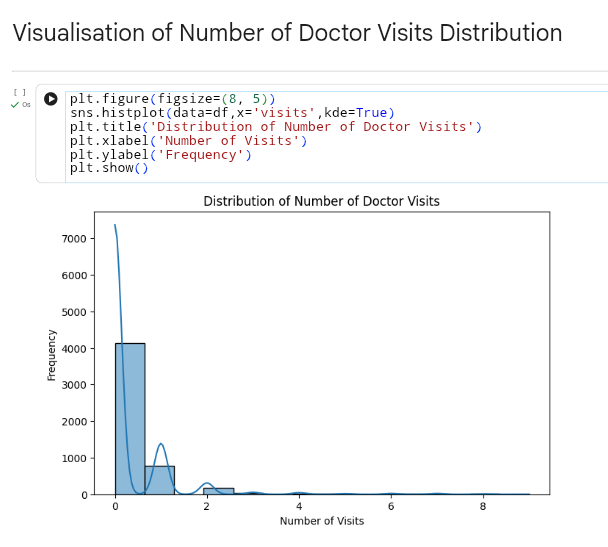 Visualisation of Number of Doctor Visits Distribution
[ ]
0s
plt.figure(figsize=(8, 5))
sns.histplot(data=df,x='visits',kde=True)
plt.title('Distribution of Number of Doctor Visits')
plt.xlabel('Number of Visits')
plt.ylabel('Frequency')
plt.show()
Distribution of Number of Doctor Visits
7000
6000
5000
4000
3000
2000
1000
0
Frequency
0 2 4 6 8
Number of Visits